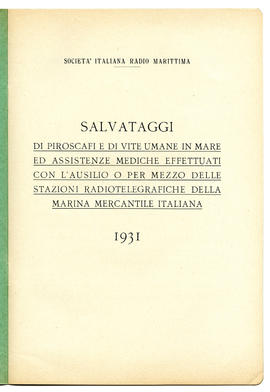 SOCIETA' ITALIANA RADIO MARITTIMA
SALVATAGGI
DI PIROSCAFI E DI VITE UMANE IN MARE
ED ASSISTENZE MEDICHE EFFETTUATI
CON L'AUSILIO O PER MEZZO DELLE
STAZIONI RADIOTELEGRAFICHE DELLA
MARINA MERCANTILE ITALIANA
1931